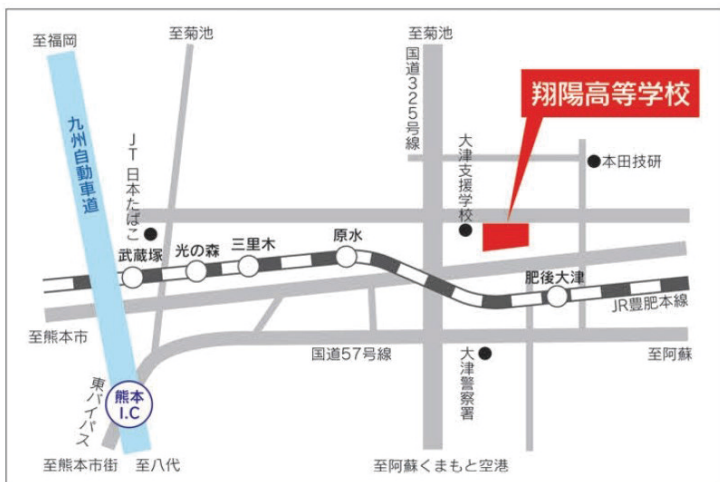 至福岡
至菊池
至菊池
国道325号線
翔陽高等学校
九州自動車道
JT 日本たばこ
大津支援学校
本田技研
武蔵塚
光の森
三里木
原水
肥後大津
JR豊肥本線
至熊本市
国道57号線
大津警察署
至阿蘇
東バイパス
熊本
I.C
至熊本市街
至八代
至阿蘇くまもと空港